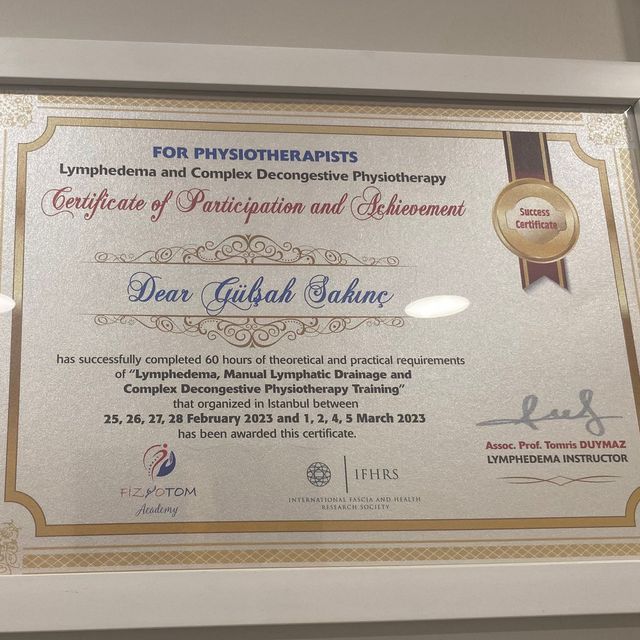 FOR PHYSIOTHERAPISTS
Lymphedema and Complex Decongestive Physiotherapy
Certificate of Participation and Achievement
Success
Certificate
Dear Gülşah Sakınç
has successfully completed 60 hours of theoretical and practical requirements
of "Lymphedema, Manual Lymphatic Drainage and
Complex Decongestive Physiotherapy Training"
that organized in Istanbul between
25, 26, 27, 28 February 2023 and 1, 2, 4, 5 March 2023
has been awarded this certificate.
Assoc. Prof. Tomris DUYMAZ
LYMPHEDEMA INSTRUCTOR
FIZYOTOM
Academy
IFHRS
INTERNATIONAL FASCIA AND HEALTH
RESEARCH SOCIETY